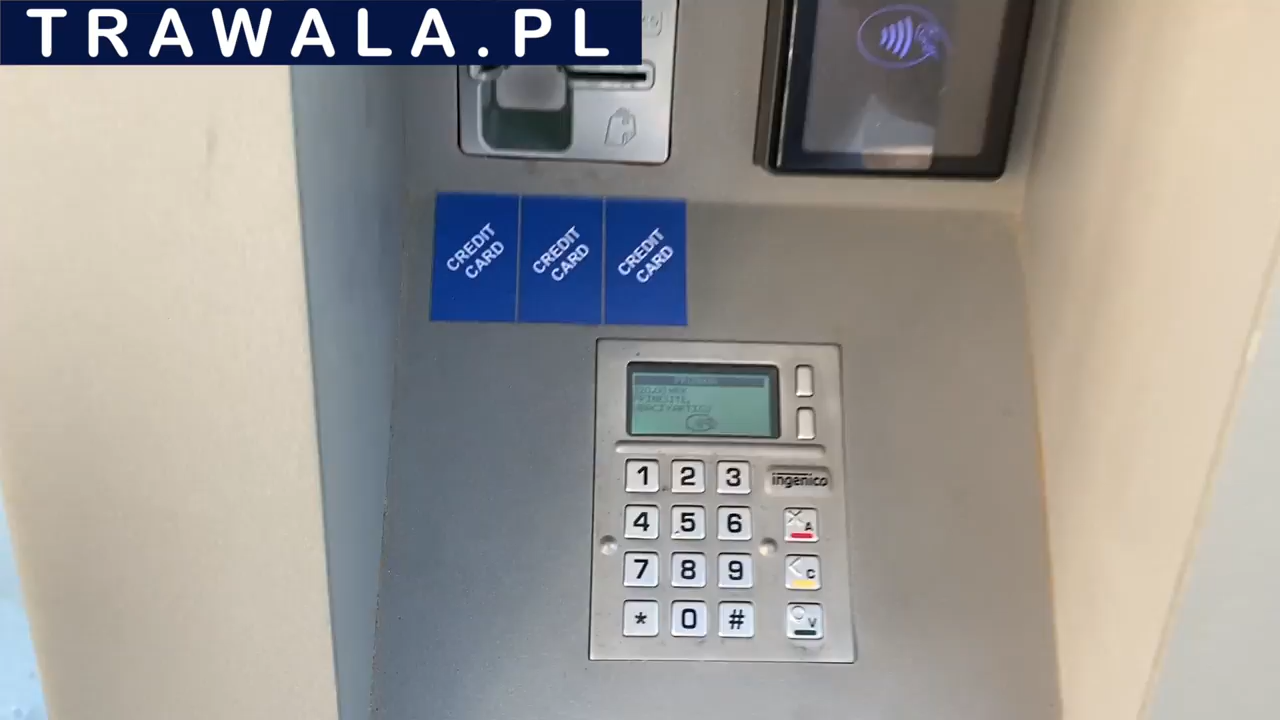 TRAWALA.PL
CREDIT
CARD
CREDIT
CARD
CREDIT
CARD
1 2 3
ingenico
4 5 6
A
7 8 9
C
* 0 #
V